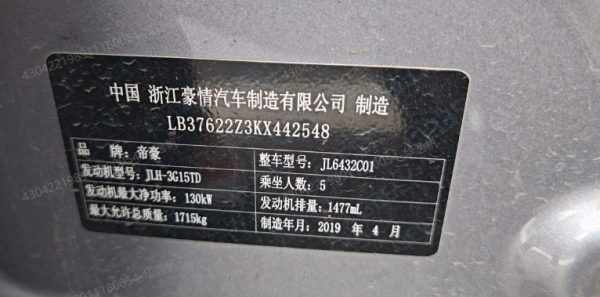 中国 浙江豪情汽车制造有限公司 制造
LB37622Z3KX442548
品 牌：帝豪 整车型号：JL6432C01
发动机型号：JLH-3G15TD 乘坐人数：5
发动机最大净功率：130kW 发动机排量：1477mL
最大允许总质量：1715kg 制造年月：2019 年 4 月